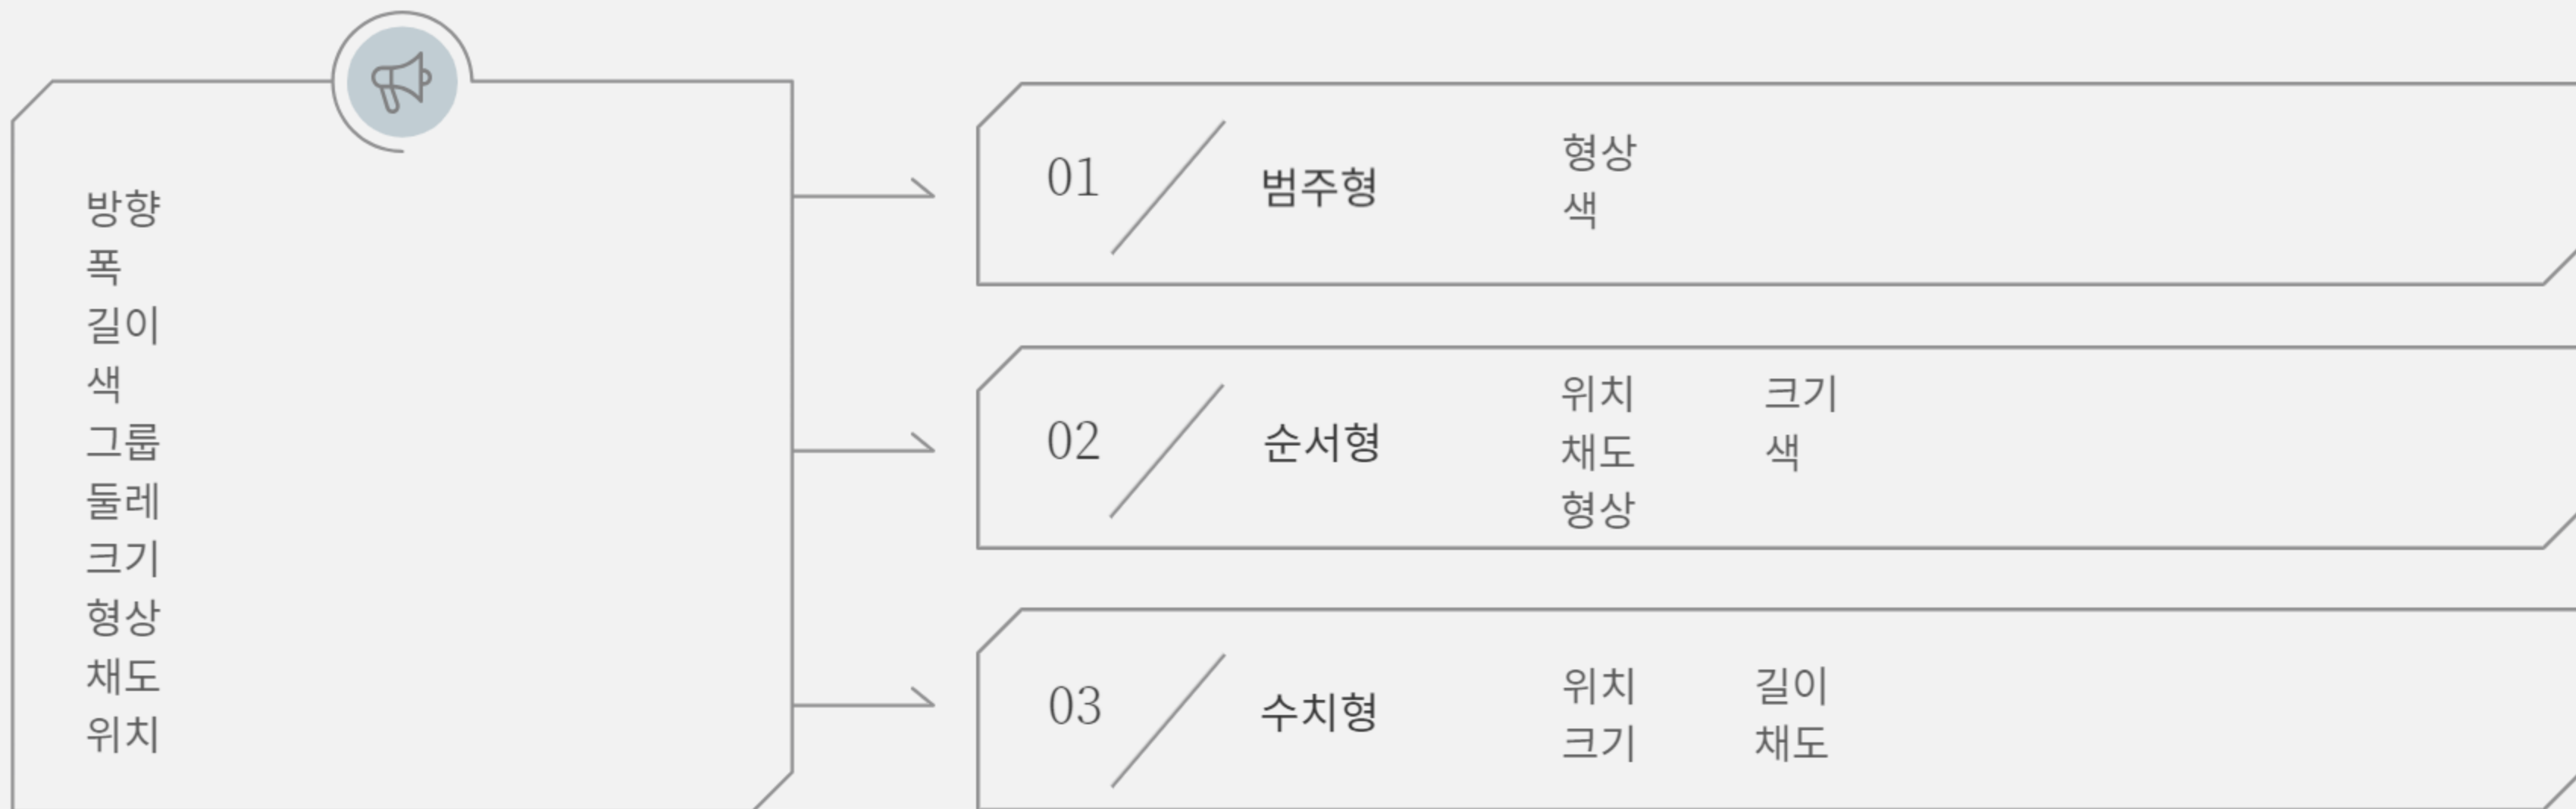 방향
폭
길이
색
그룹
둘레
크기
형상
채도
위치
01 범주형
형상
색
02 순서형
위치 크기
채도 색
형상
03 수치형
위치 길이
크기 채도